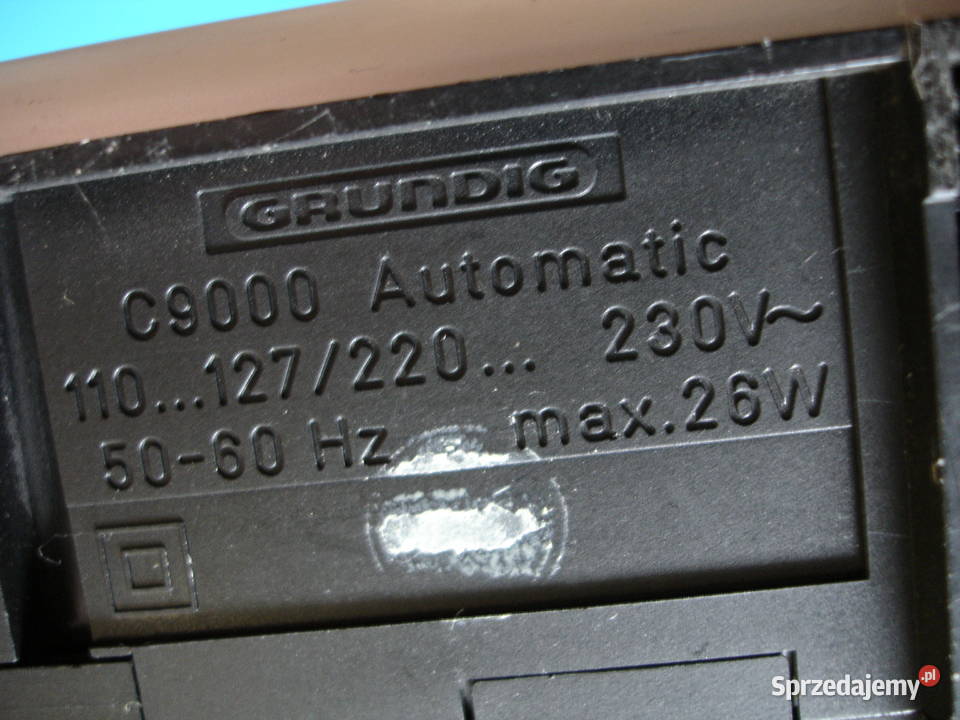 GRUNDIG
C9000 Automatic
110...127/220... 230V~
50-60 Hz max.26W
Sprzedajemy.pl